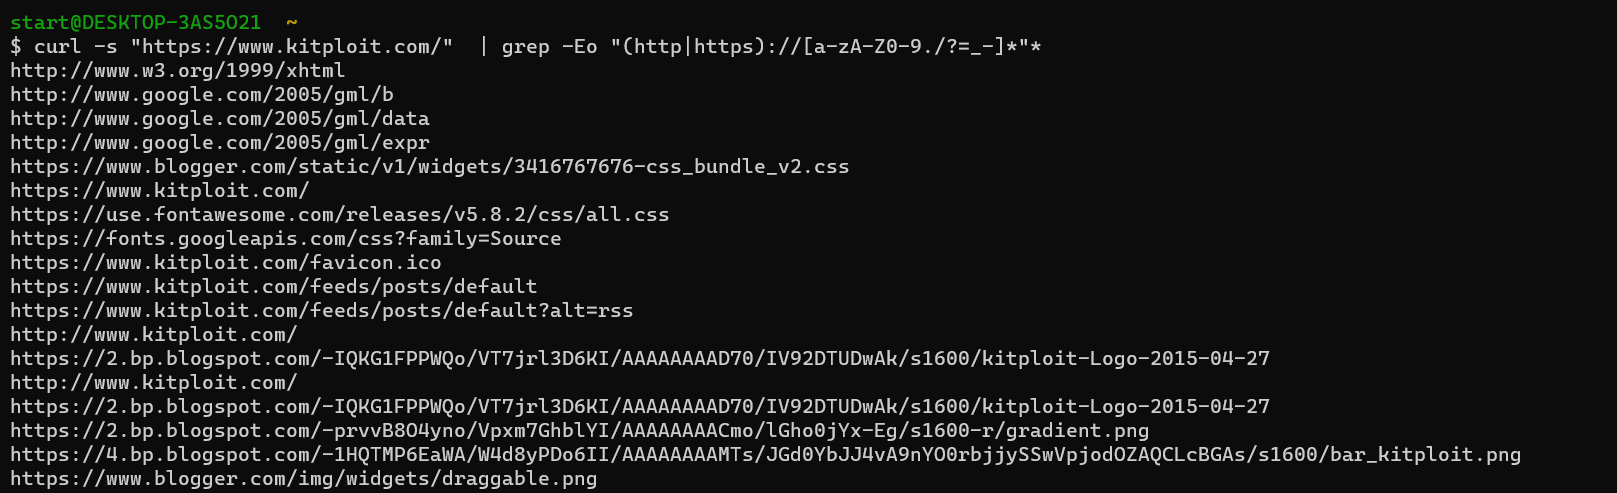 start@DESKTOP-3AS5O21 ~
$ curl -s "https://www.kitploit.com/"  | grep -Eo "(http|https)://[a-zA-Z0-9./?=_-]*"*
http://www.w3.org/1999/xhtml
http://www.google.com/2005/gml/b
http://www.google.com/2005/gml/data
http://www.google.com/2005/gml/expr
https://www.blogger.com/static/v1/widgets/3416767676-css_bundle_v2.css
https://www.kitploit.com/
https://use.fontawesome.com/releases/v5.8.2/css/all.css
https://fonts.googleapis.com/css?family=Source
https://www.kitploit.com/favicon.ico
https://www.kitploit.com/feeds/posts/default
https://www.kitploit.com/feeds/posts/default?alt=rss
http://www.kitploit.com/
https://2.bp.blogspot.com/-IQKG1FPPWQo/VT7jrl3D6KI/AAAAAAAAD70/IV92DTUDwAk/s1600/kitploit-Logo-2015-04-27
http://www.kitploit.com/
https://2.bp.blogspot.com/-IQKG1FPPWQo/VT7jrl3D6KI/AAAAAAAAD70/IV92DTUDwAk/s1600/kitploit-Logo-2015-04-27
https://2.bp.blogspot.com/-prvvB8O4yno/Vpxm7GhblYI/AAAAAAAACmo/lGho0jYx-Eg/s1600-r/gradient.png
https://4.bp.blogspot.com/-1HQTMP6EaWA/W4d8yPDo6II/AAAAAAAAMTs/JGd0YbJJ4vA9nYO0rbjjySSwVpjodOZAQCLcBGAs/s1600/bar_kitploit.png
https://www.blogger.com/img/widgets/draggable.png